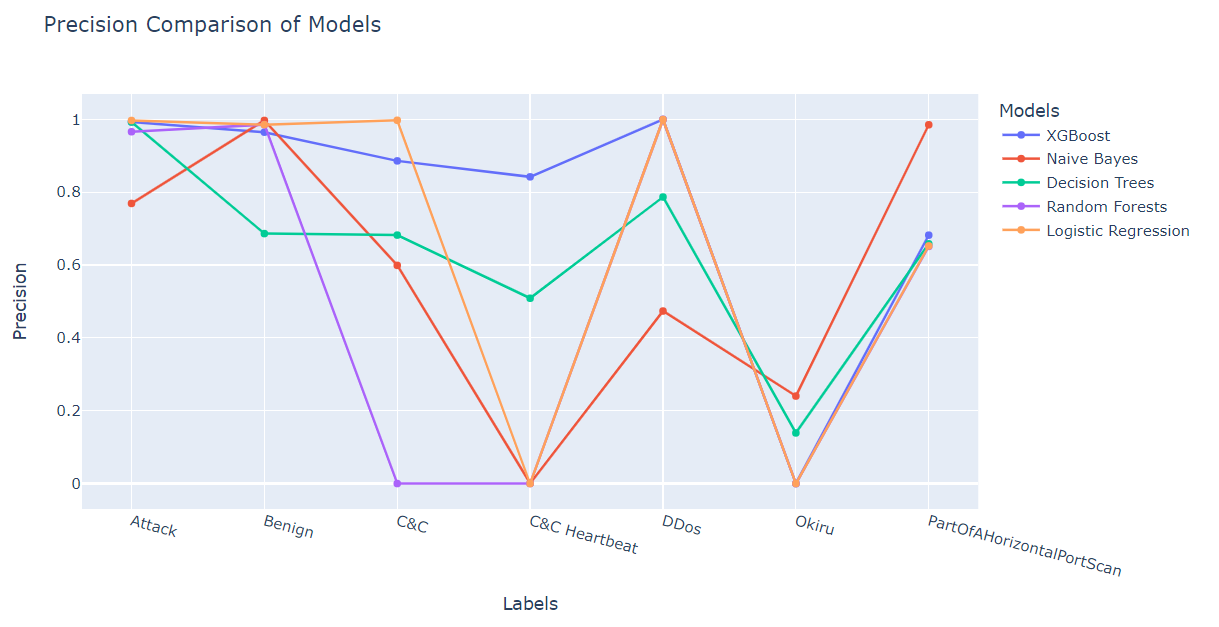 Precision Comparison of Models
Models
XGBoost
Naive Bayes
Decision Trees
Random Forests
Logistic Regression
Precision
1
0.8
0.6
0.4
0.2
0
Attack
Benign
C&C
C&C Heartbeat
DDos
Okiru
PartOfAHorizontalPortScan
Labels